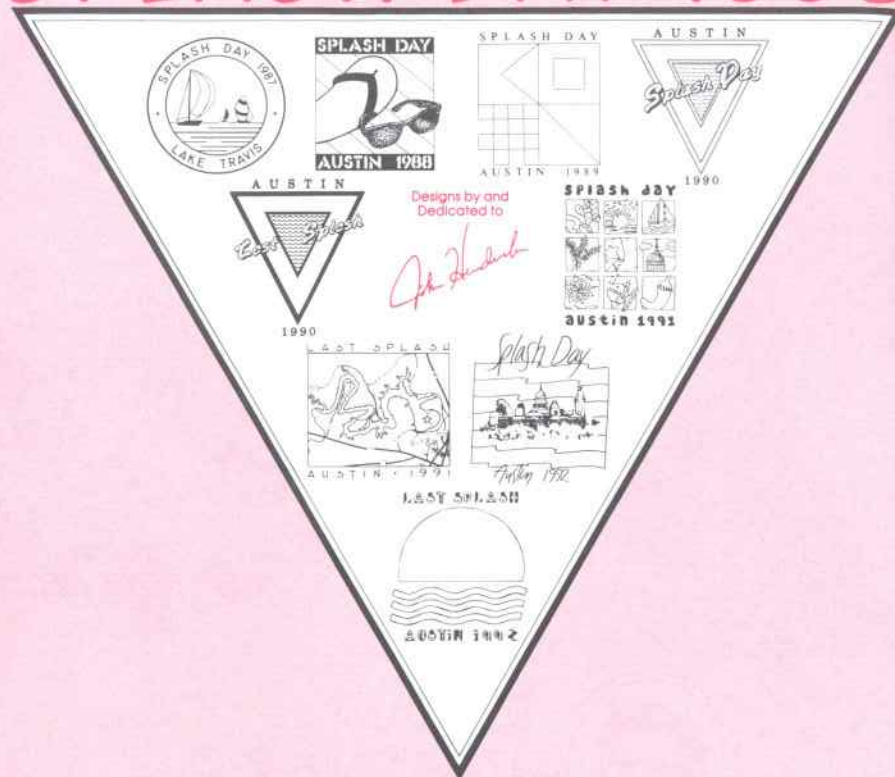 SPLASH DAY 1987
LAKE TRAVIS
SPLASH DAY
AUSTIN 1988
SPLASH DAY
AUSTIN 1989
AUSTIN
Splash Day
1990
AUSTIN
Last Splash
1990
Designs by and
Dedicated to
John
splash day
austin 1991
LAST SPLASH
AUSTIN • 1991
Splash Day
Austin 1992
LAST SPLASH
AUSTIN 1992